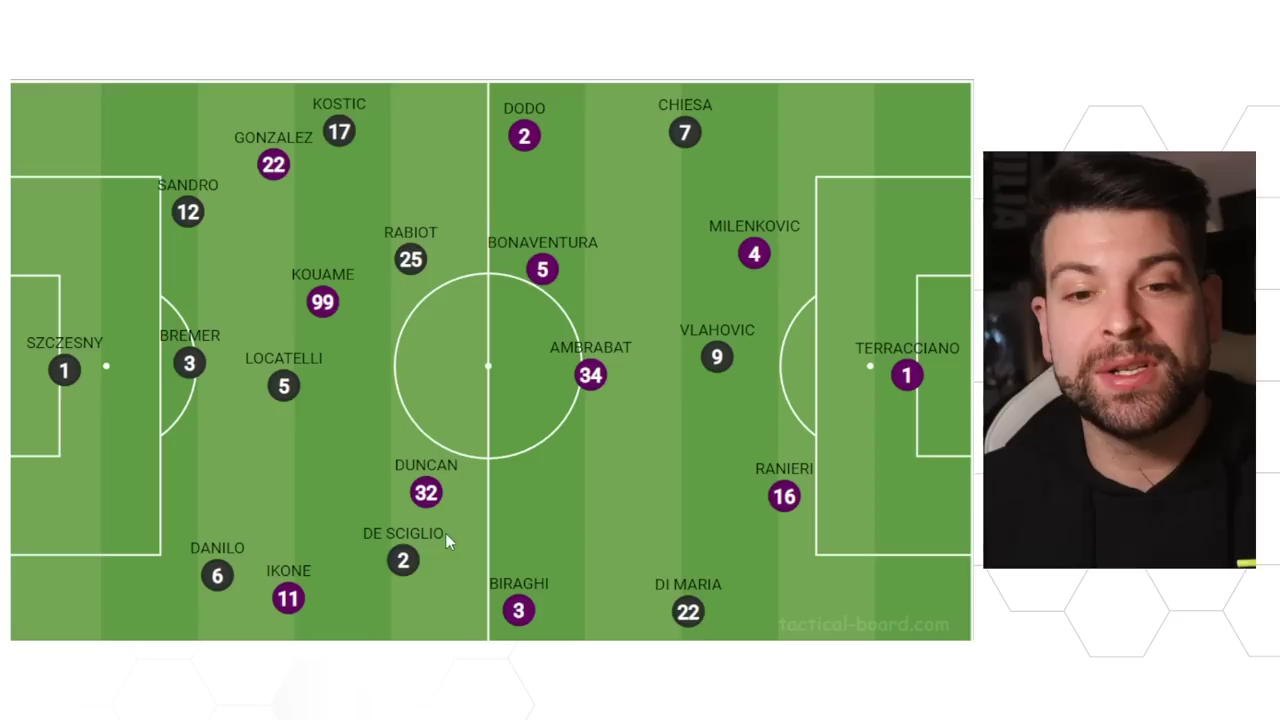 KOSTIC
17
DODO
2
CHIESA
7
GONZALEZ
22
SANDRO
12
RABIOT
25
BONAVENTURA
5
MILENKOVIC
4
KOUAME
99
SZCZESNY
1
BREMER
3
LOCATELLI
5
AMBRABAT
34
VLAHOVIC
9
TERRACCIANO
1
DUNCAN
32
RANIERI
16
DE SCIGLIO
2
DANILO
6
IKONE
11
BIRAGHI
3
DI MARIA
22
tactical-board.com